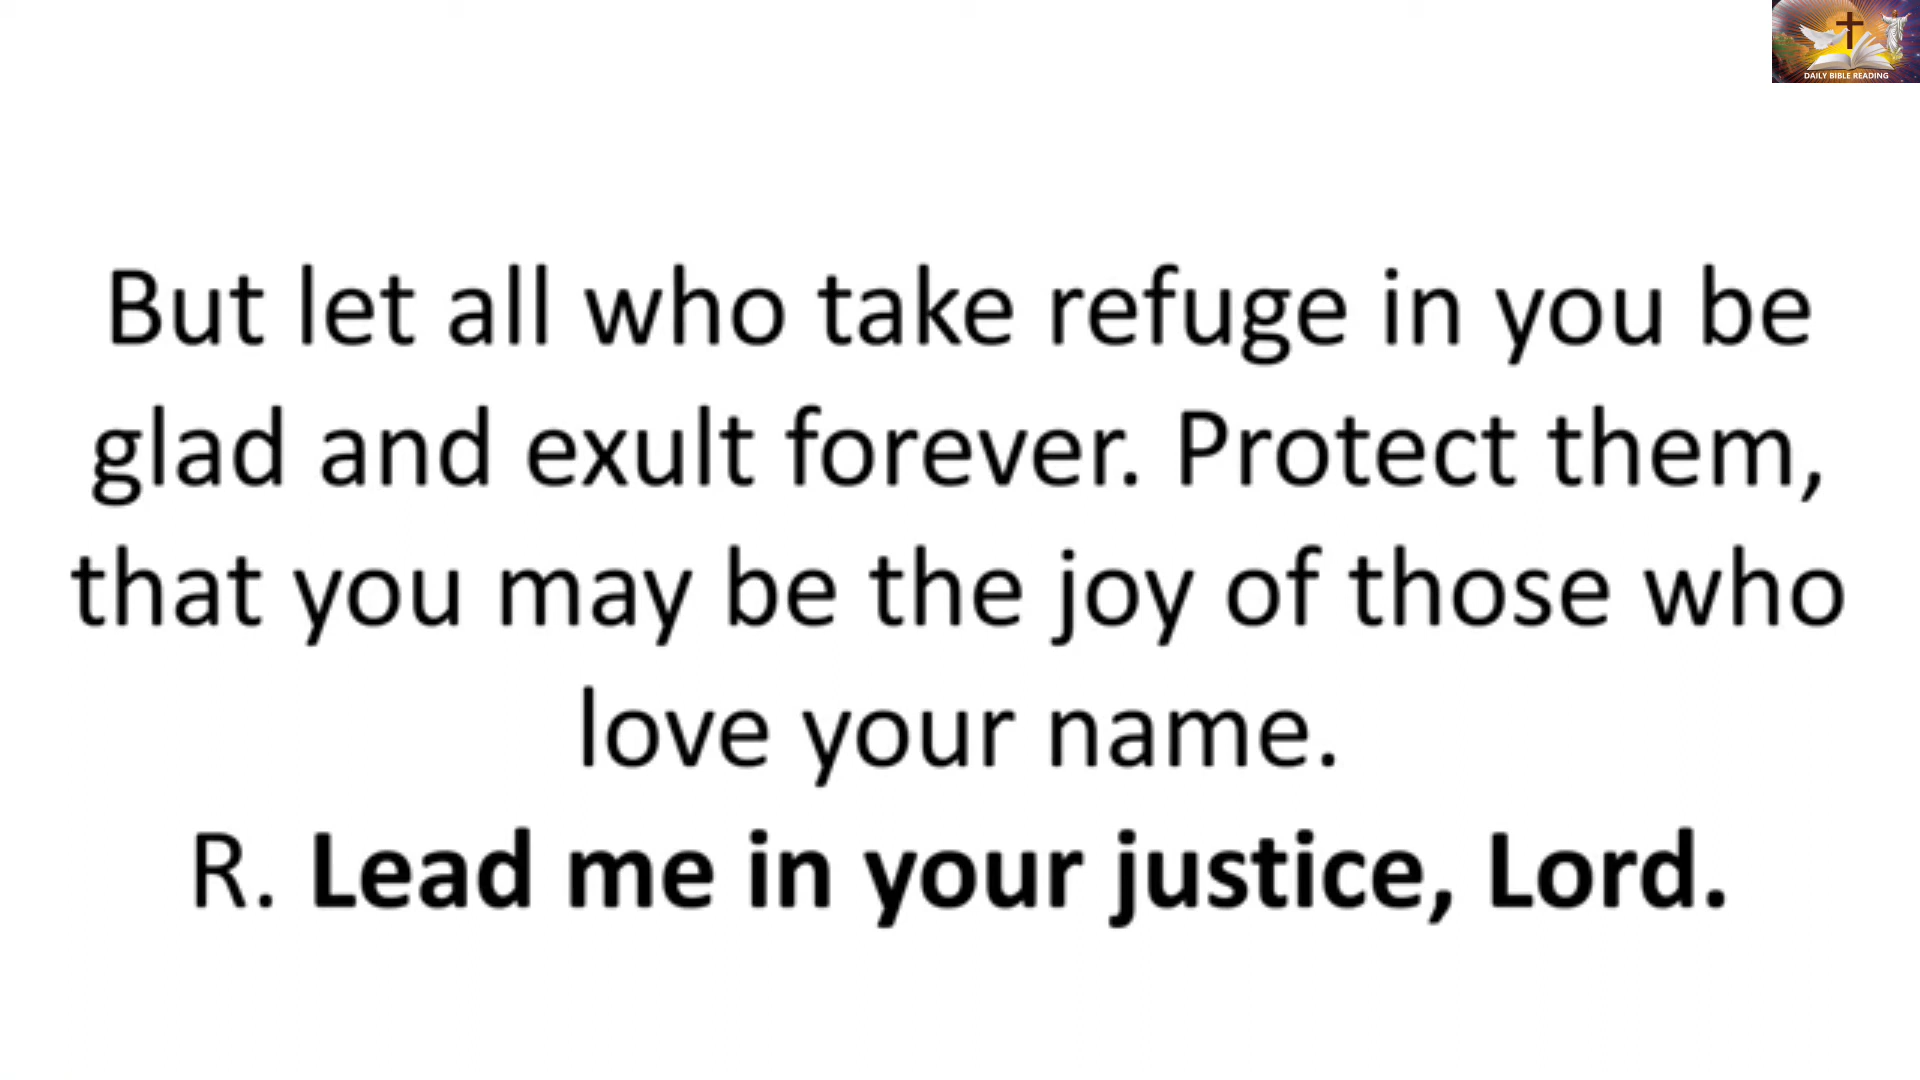 DAILY BIBLE READING
But let all who take refuge in you be
glad and exult forever. Protect them,
that you may be the joy of those who
love your name.
R. Lead me in your justice, Lord.